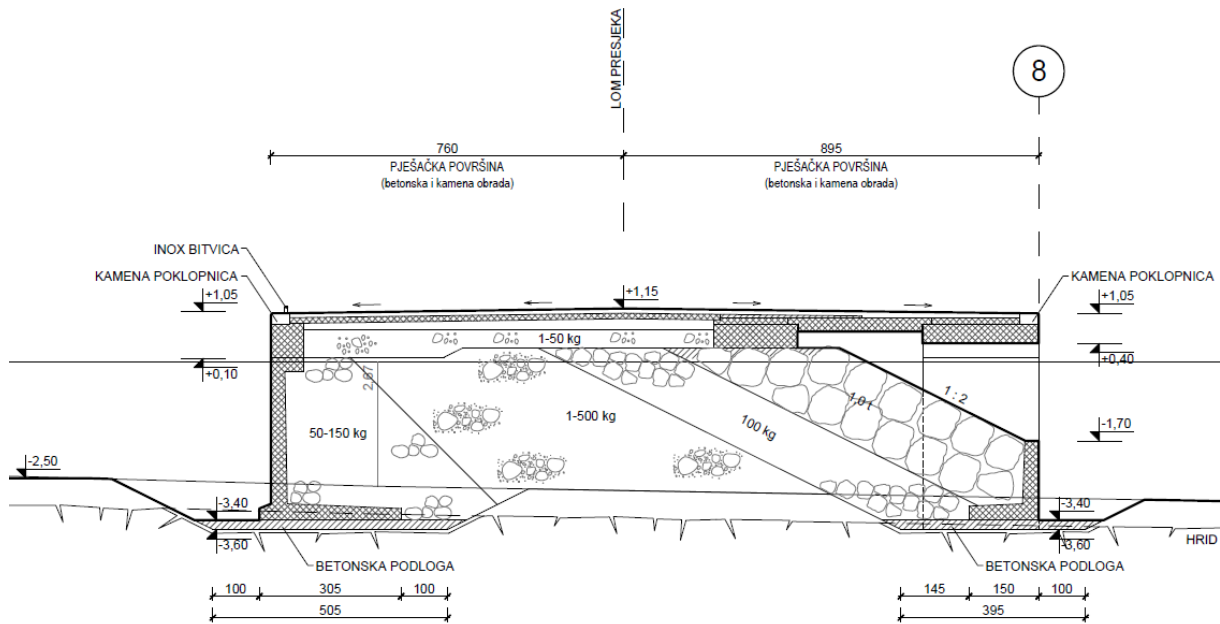 LOM PRESJEKA
8
760
895
PJEŠAČKA POVRŠINA
(betonska i kamena obrada)
PJEŠAČKA POVRŠINA
(betonska i kamena obrada)
INOX BITVICA
KAMENA POKLOPNICA
KAMENA POKLOPNICA
+1,05
+1,15
+1,05
1-50 kg
+0,10
+0,40
2,67
1,0 t
1 : 2
1-500 kg
50-150 kg
100 kg
-1,70
-2,50
-3,40
-3,40
-3,60
-3,60
HRID
BETONSKA PODLOGA
BETONSKA PODLOGA
100
305
100
145
150
100
505
395